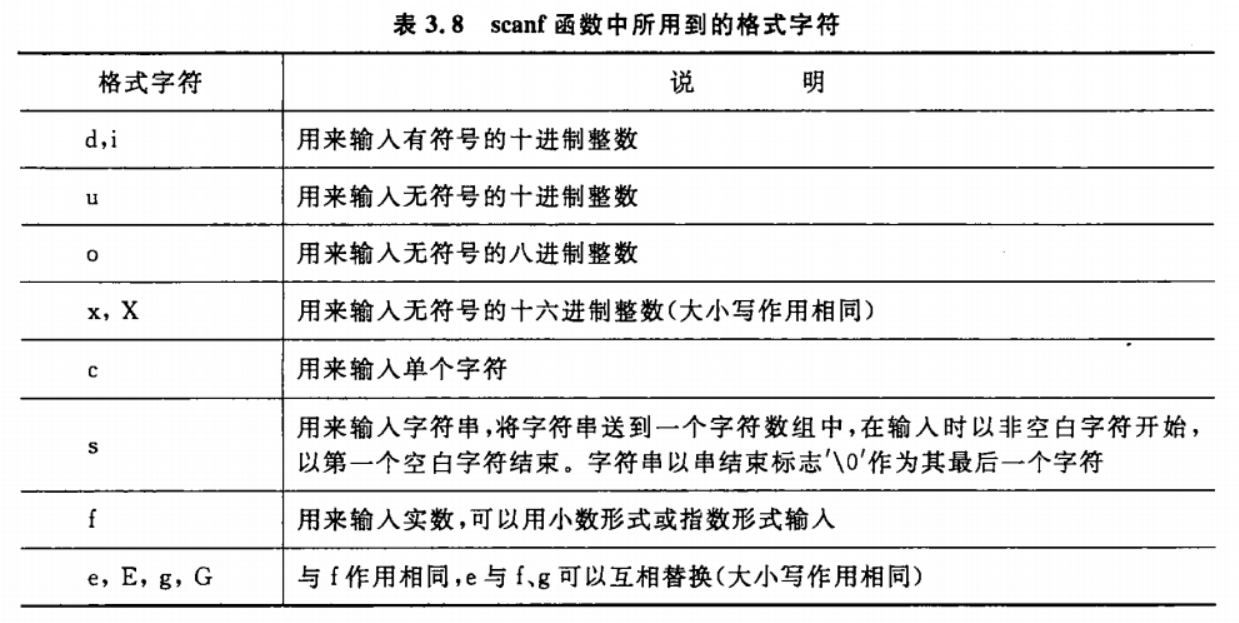 表 3.8 scanf 函数中所用到的格式字符
格式字符 说 明
d,i 用来输入有符号的十进制整数
u 用来输入无符号的十进制整数
o 用来输入无符号的八进制整数
x, X 用来输入无符号的十六进制整数(大小写作用相同)
c 用来输入单个字符
s 用来输入字符串,将字符串送到一个字符数组中,在输入时以非空白字符开始,
以第一个空白字符结束。字符串以串结束标志'\0'作为其最后一个字符
f 用来输入实数,可以用小数形式或指数形式输入
e, E, g, G 与 f 作用相同,e 与 f、g 可以互相替换(大小写作用相同)